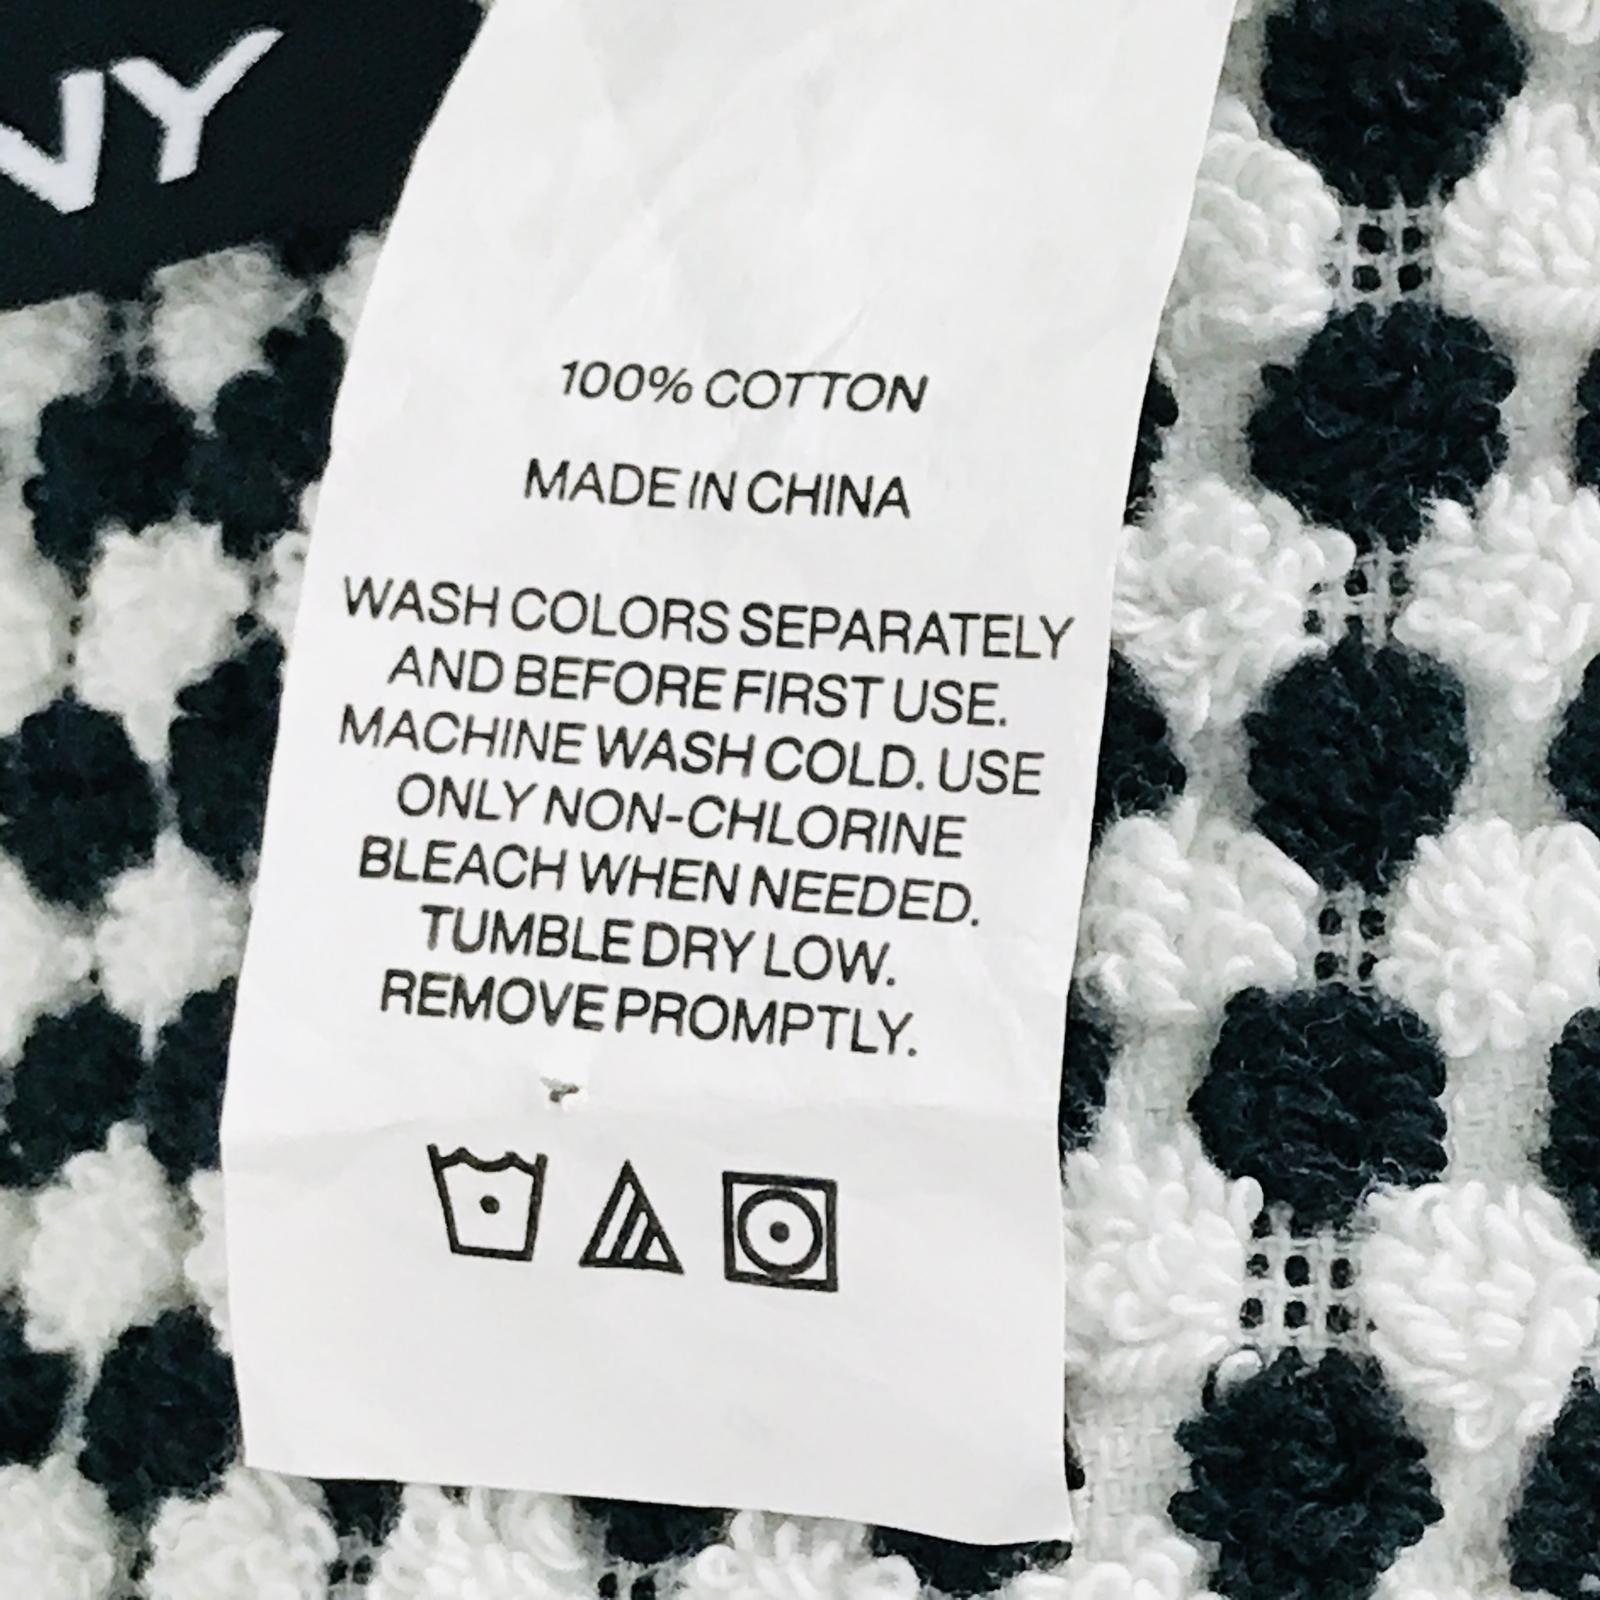 VY
100% COTTON
MADE IN CHINA
WASH COLORS SEPARATELY
AND BEFORE FIRST USE.
MACHINE WASH COLD. USE
ONLY NON-CHLORINE
BLEACH WHEN NEEDED.
TUMBLE DRY LOW.
REMOVE PROMPTLY.